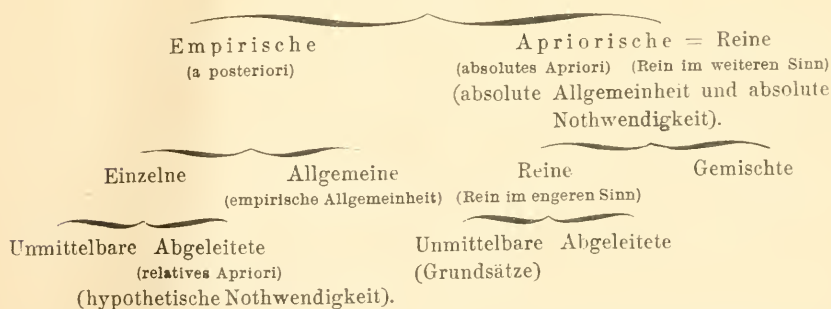 Empirische Apriorische = Reine
(a posteriori) (absolutes Apriori) (Rein im weiteren Sinn)
(absolute Allgemeinheit und absolute
Nothwendigkeit).
Einzelne Allgemeine Reine Gemischte
(empirische Allgemeinheit) (Rein im engeren Sinn)
Unmittelbare Abgeleitete Unmittelbare Abgeleitete
(relatives Apriori) (Grundsätze)
(hypothetische Nothwendigkeit).